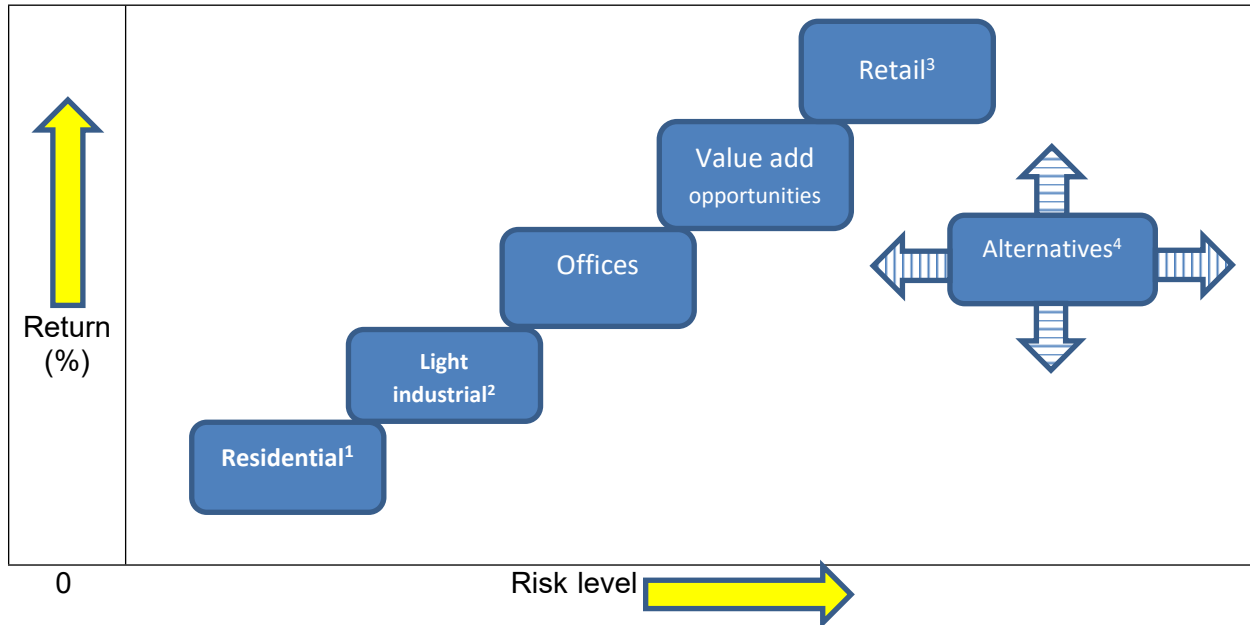 Retail³
Value add
opportunities
Alternatives⁴
Offices
Return
(%)
Light
industrial²
Residential¹
0
Risk level